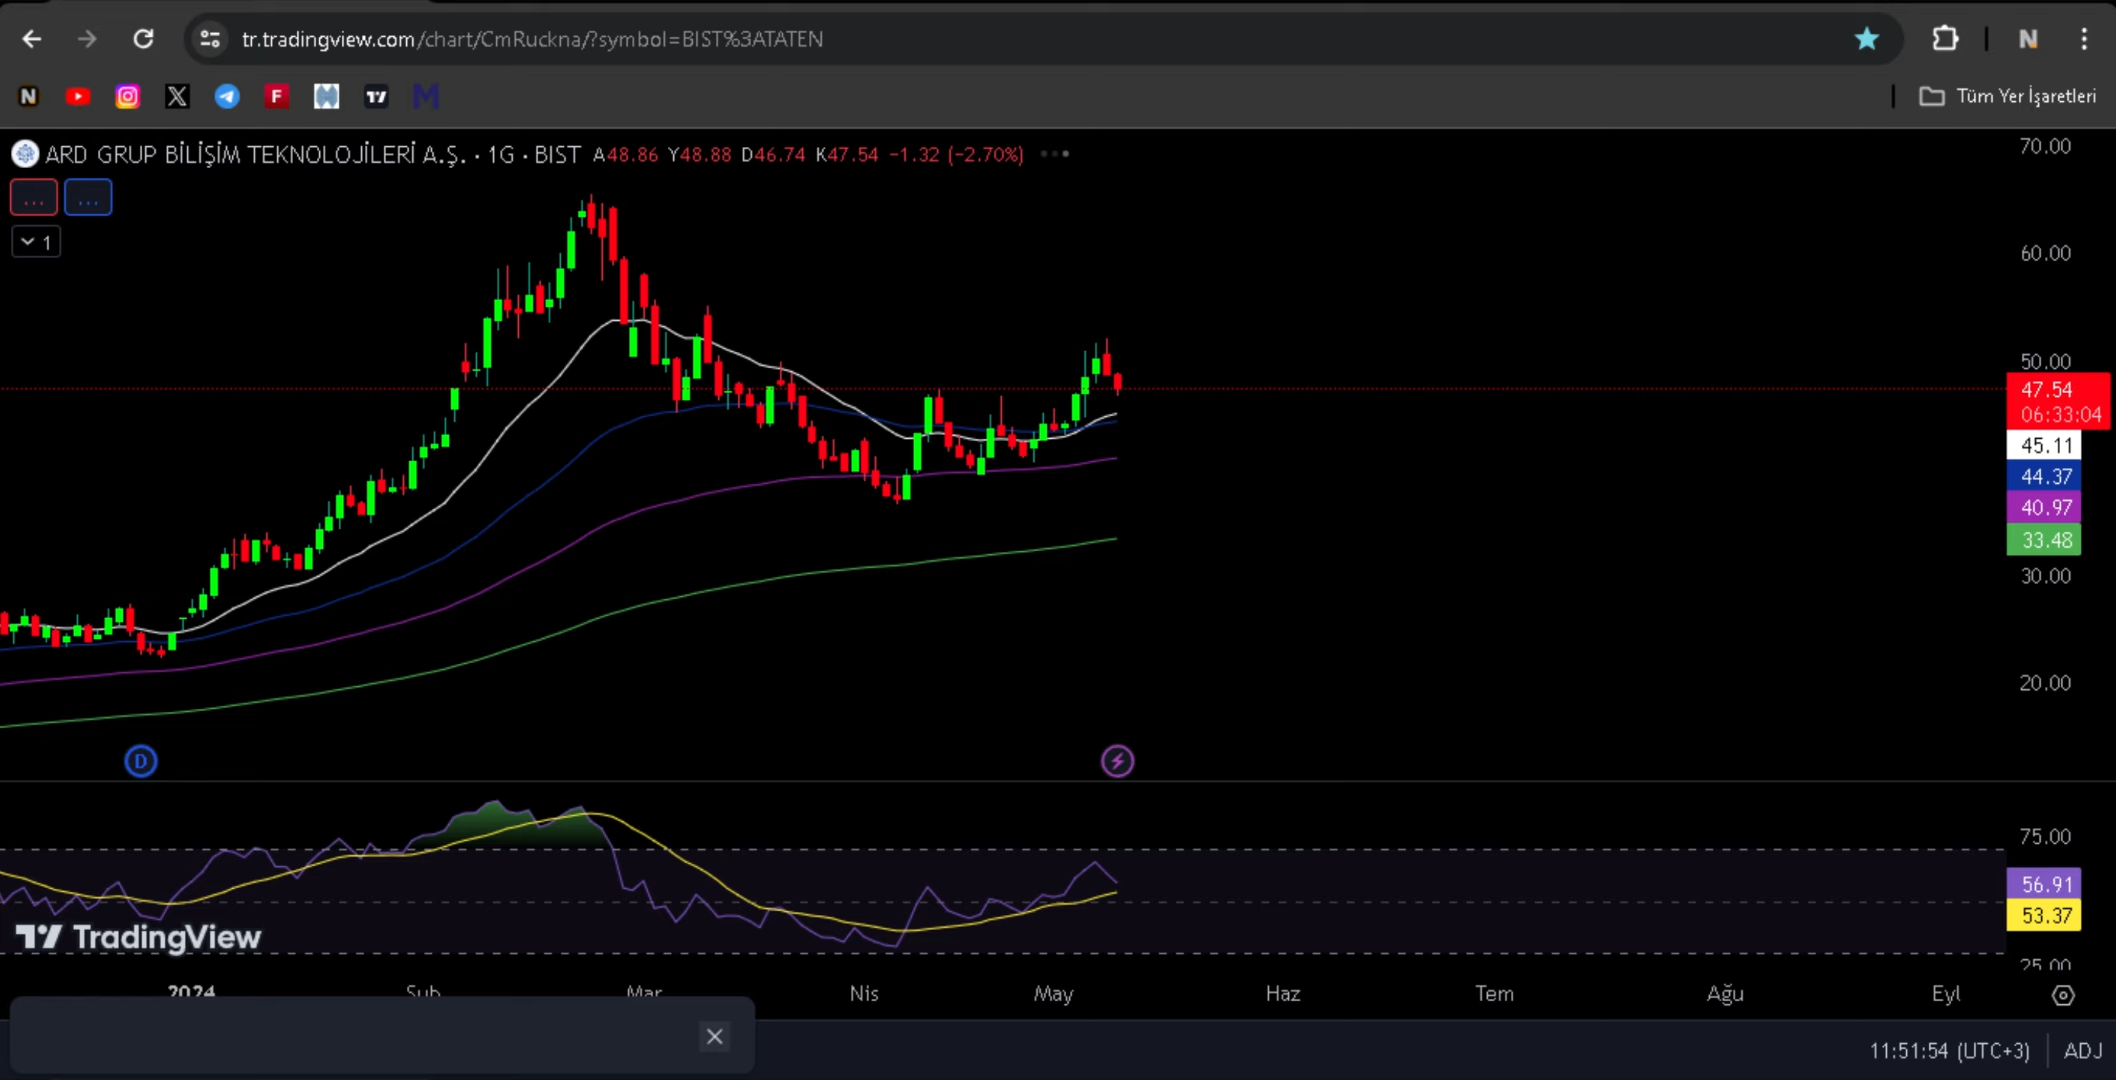 tr.tradingview.com/chart/CmRuckna/?symbol=BIST%3ATATEN
N
N
F
M
Tüm Yer İşaretleri
ARD GRUP BİLİŞİM TEKNOLOJİLERİ A.Ş. · 1G · BIST A48.86 Y48.88 D46.74 K47.54 −1.32 (−2.70%)
...
...
1
70.00
60.00
50.00
47.54
06:33:04
45.11
44.37
40.97
33.48
30.00
20.00
D
75.00
56.91
53.37
25.00
TradingView
2024 Şub Mar Nis May Haz Tem Ağu Eyl
11:51:54 (UTC+3) ADJ